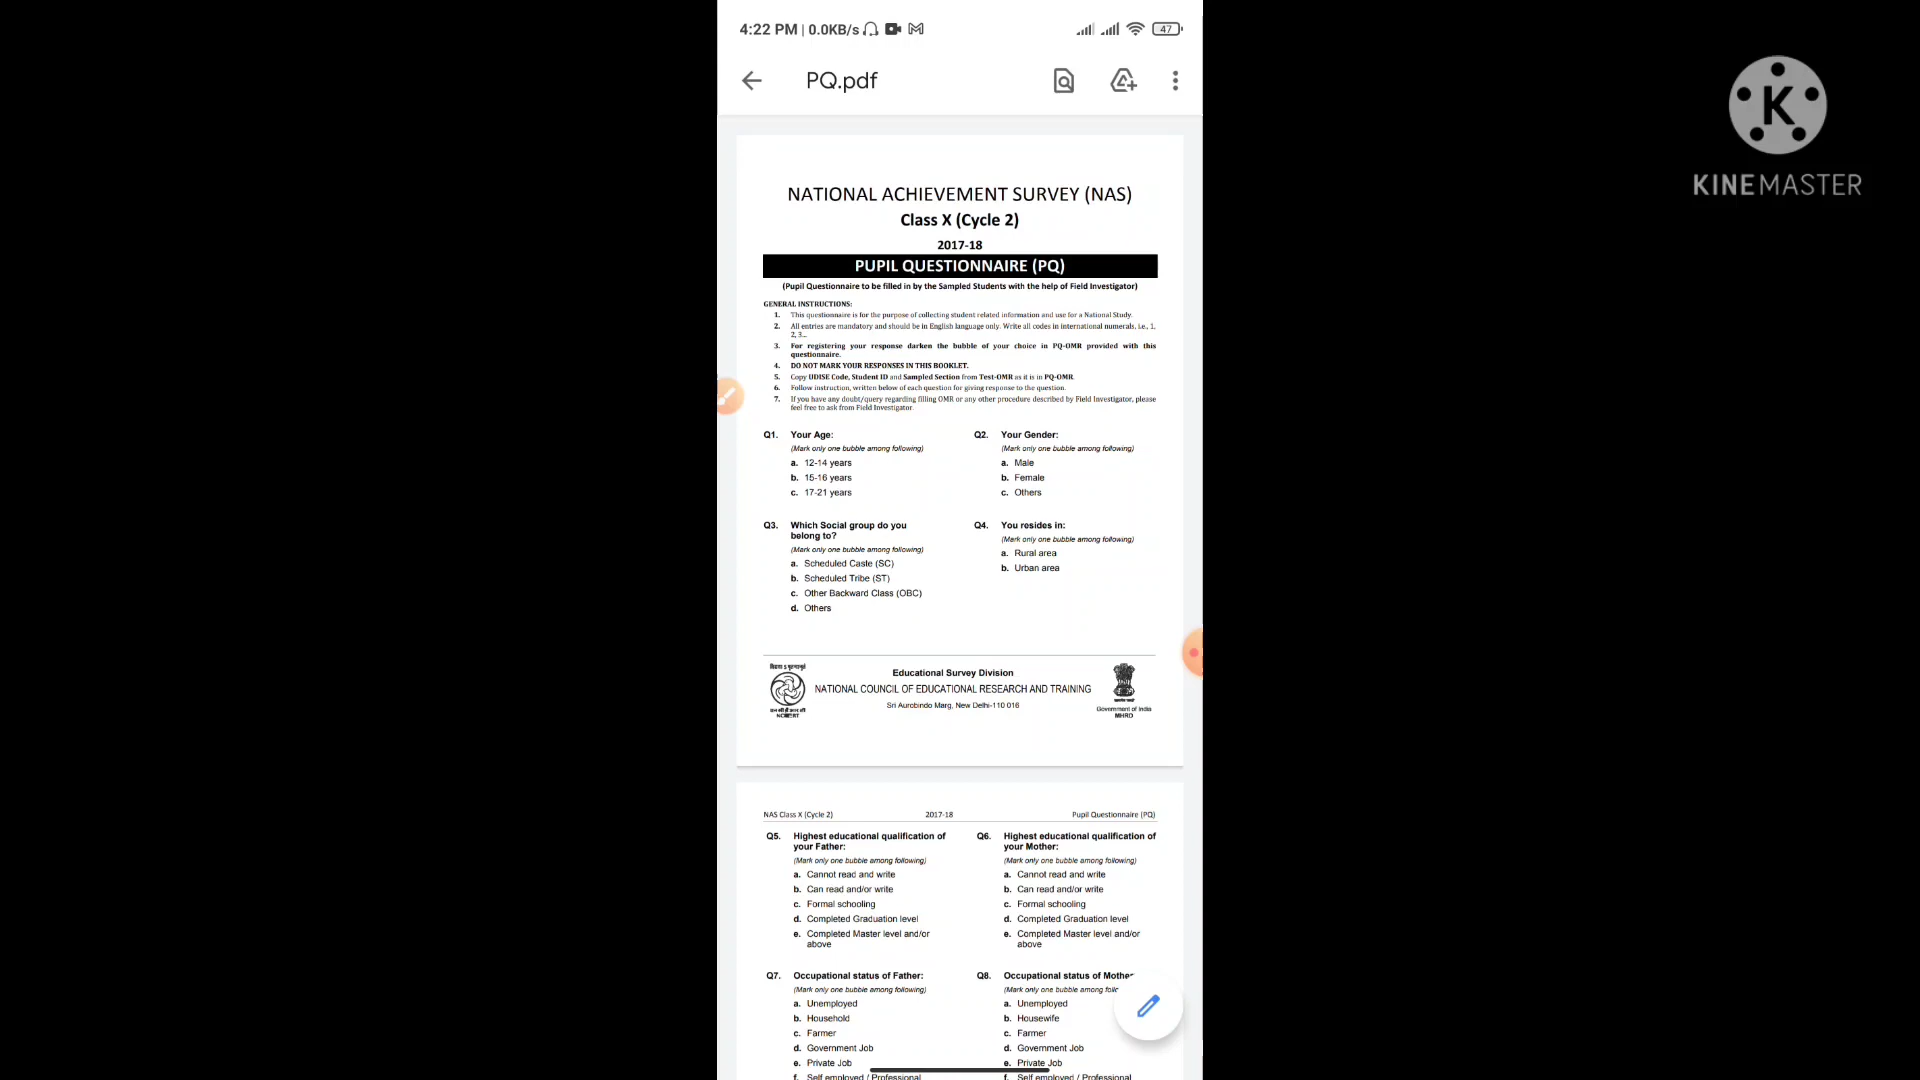 4:22 PM | 0.0KB/s
47
PQ.pdf
K
KINEMASTER
NATIONAL ACHIEVEMENT SURVEY (NAS)
Class X (Cycle 2)
2017-18
PUPIL QUESTIONNAIRE (PQ)
(Pupil Questionnaire to be filled in by the Sampled Students with the help of Field Investigator)
GENERAL INSTRUCTIONS:
1. This questionnaire is for the purpose of collecting student related information and use for a National Study.
2. All entries are mandatory and should be in English language only. Write all codes in international numerals, i.e., 1,
2, 3...
3. For registering your response darken the bubble of your choice in PQ-OMR provided with this
questionnaire.
4. DO NOT MARK YOUR RESPONSES IN THIS BOOKLET.
5. Copy UDISE Code, Student ID and Sampled Section from Test-OMR as it is in PQ-OMR.
6. Follow instruction, written below of each question for giving response to the question.
7. If you have any doubt/query regarding filling OMR or any other procedure described by Field Investigator, please
feel free to ask from Field Investigator.
Q1. Your Age:
(Mark only one bubble among following)
a. 12-14 years
b. 15-16 years
c. 17-21 years
Q2. Your Gender:
(Mark only one bubble among following)
a. Male
b. Female
c. Others
Q3. Which Social group do you
belong to?
(Mark only one bubble among following)
a. Scheduled Caste (SC)
b. Scheduled Tribe (ST)
c. Other Backward Class (OBC)
d. Others
Q4. You resides in:
(Mark only one bubble among following)
a. Rural area
b. Urban area
NCERT
Educational Survey Division
NATIONAL COUNCIL OF EDUCATIONAL RESEARCH AND TRAINING
Sri Aurobindo Marg, New Delhi-110 016
Government of India
MHRD
NAS Class X (Cycle 2) 2017-18 Pupil Questionnaire (PQ)
Q5. Highest educational qualification of
your Father:
(Mark only one bubble among following)
a. Cannot read and write
b. Can read and/or write
c. Formal schooling
d. Completed Graduation level
e. Completed Master level and/or
above
Q6. Highest educational qualification of
your Mother:
(Mark only one bubble among following)
a. Cannot read and write
b. Can read and/or write
c. Formal schooling
d. Completed Graduation level
e. Completed Master level and/or
above
Q7. Occupational status of Father:
(Mark only one bubble among following)
a. Unemployed
b. Household
c. Farmer
d. Government Job
e. Private Job
f. Self employed / Professional
Q8. Occupational status of Mother
(Mark only one bubble among
a. Unemployed
b. Housewife
c. Farmer
d. Government Job
e. Private Job
f. Self employed / Professional